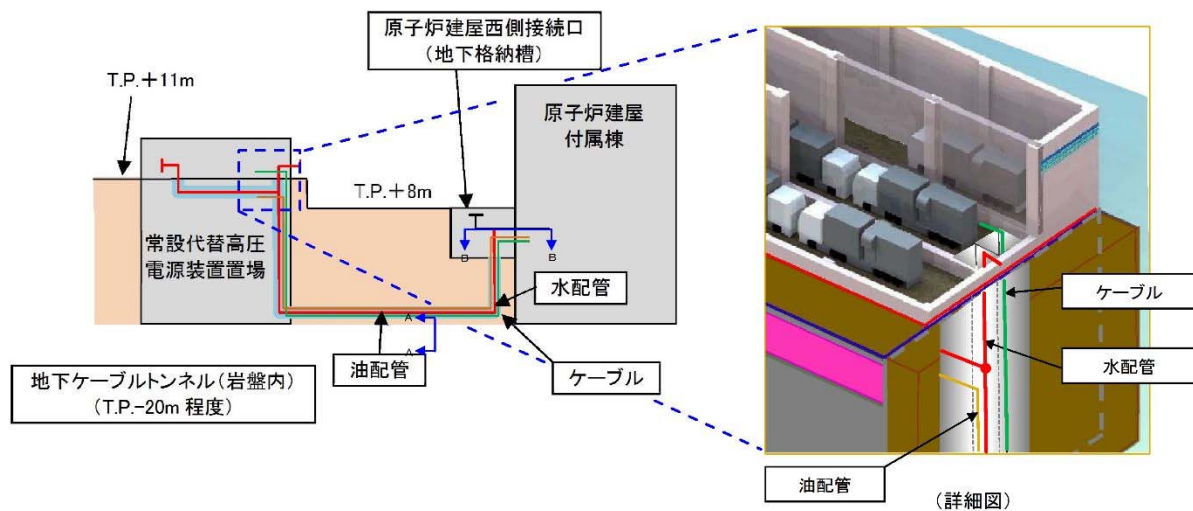 原子炉建屋西側接続口
（地下格納槽）
T.P.＋11m
原子炉建屋
付属棟
T.P.＋8m
常設代替高圧
電源装置置場
B
B
水配管
A
A
油配管
ケーブル
地下ケーブルトンネル（岩盤内）
（T.P.-20m 程度）
ケーブル
水配管
油配管
（詳細図）